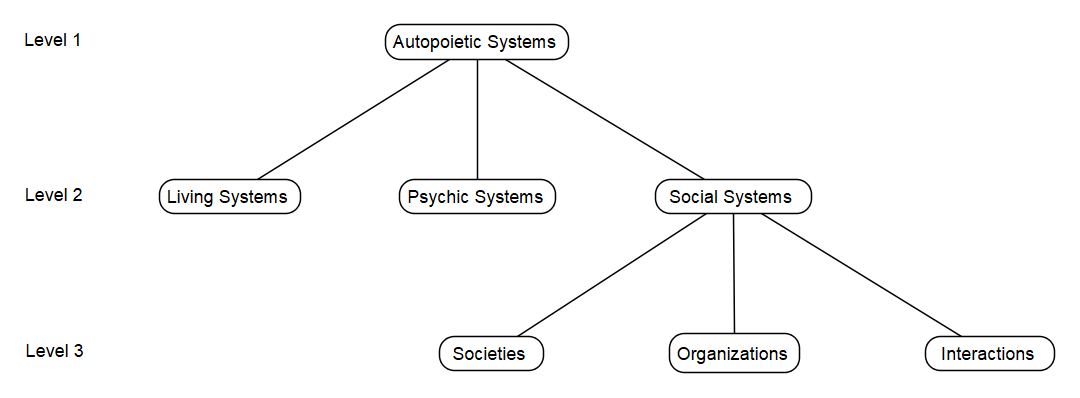 Level 1
Autopoietic Systems
Level 2
Living Systems
Psychic Systems
Social Systems
Level 3
Societies
Organizations
Interactions